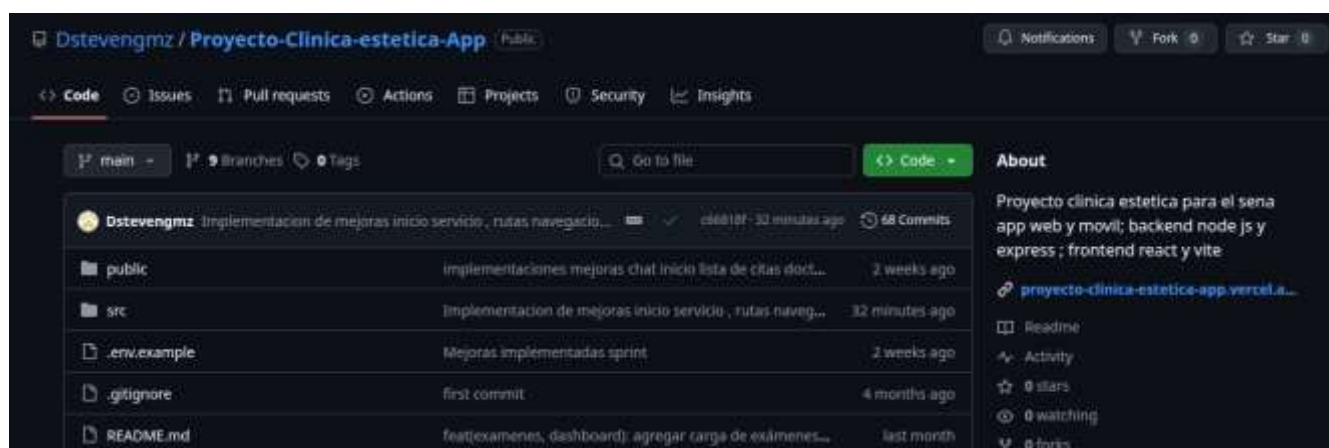 Dstevengmz / Proyecto-Clinica-estetica-App Public
Notifications
Fork 0
Star 0
Code
Issues
Pull requests
Actions
Projects
Security
Insights
main
9 Branches
0 Tags
Go to file
Code
Dstevengmz Implementacion de mejoras inicio servicio , rutas navegacio...
32 minutes ago
68 Commits
public implementaciones mejoras chat inicio lista de citas doct... 2 weeks ago
src Implementacion de mejoras inicio servicio , rutas naveg... 32 minutes ago
.env.example Mejoras implementadas sprint 2 weeks ago
.gitignore first commit 4 months ago
README.md feat(examenes, dashboard): agregar carga de exámenes... last month
About
Proyecto clinica estetica para el sena
app web y movil; backend node js y
express ; frontend react y vite
proyecto-clinica-estetica-app.vercel.a...
Readme
Activity
0 stars
0 watching
0 forks